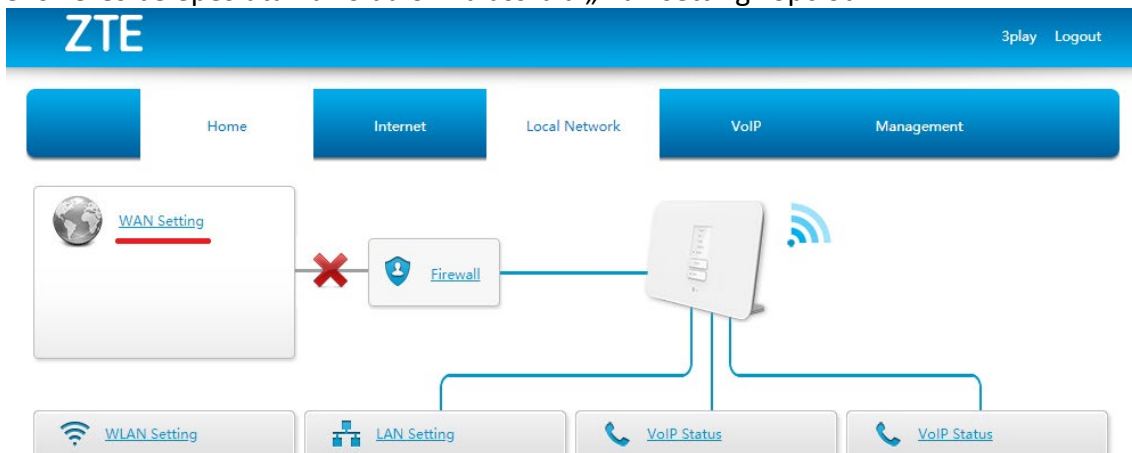 ZTE
3play Logout
Home Internet Local Network VoIP Management
WAN Setting
Firewall
WLAN Setting LAN Setting VoIP Status VoIP Status